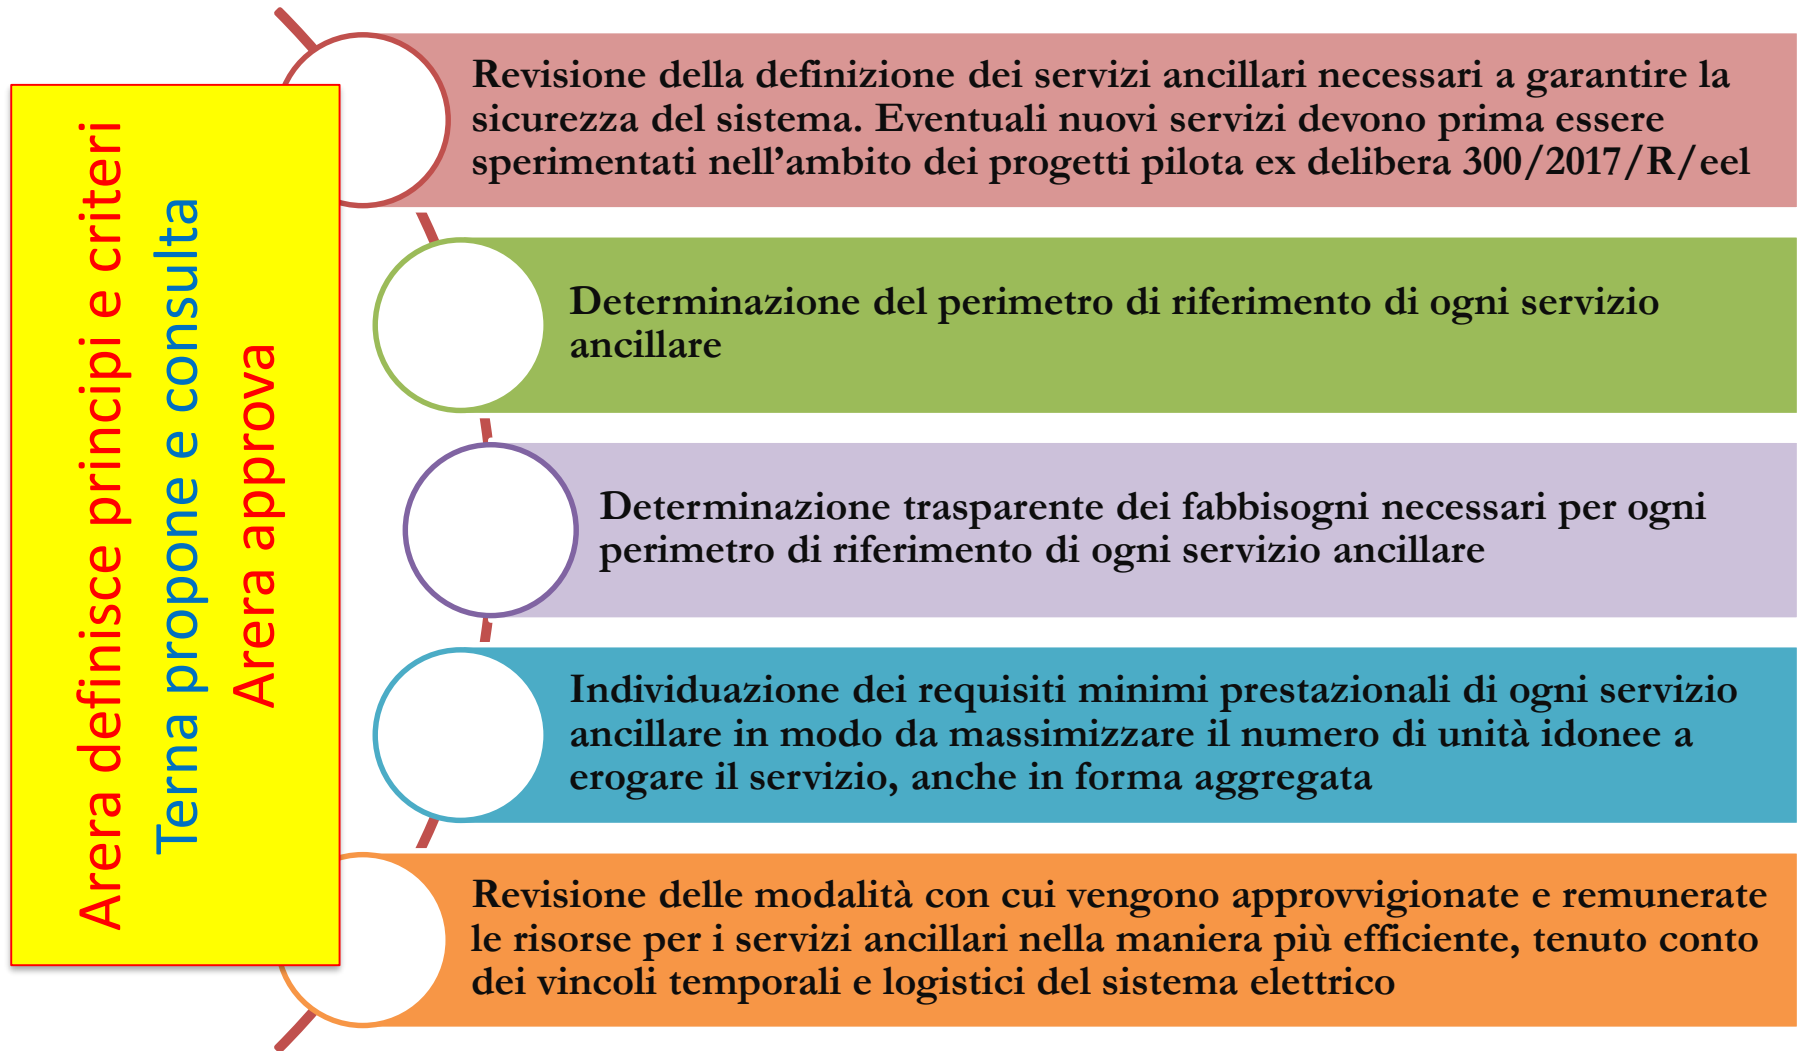 Arera definisce principi e criteri
Terna propone e consulta
Arera approva
Revisione della definizione dei servizi ancillari necessari a garantire la
sicurezza del sistema. Eventuali nuovi servizi devono prima essere
sperimentati nell’ambito dei progetti pilota ex delibera 300/2017/R/eel
Determinazione del perimetro di riferimento di ogni servizio
ancillare
Determinazione trasparente dei fabbisogni necessari per ogni
perimetro di riferimento di ogni servizio ancillare
Individuazione dei requisiti minimi prestazionali di ogni servizio
ancillare in modo da massimizzare il numero di unità idonee a
erogare il servizio, anche in forma aggregata
Revisione delle modalità con cui vengono approvvigionate e remunerate
le risorse per i servizi ancillari nella maniera più efficiente, tenuto conto
dei vincoli temporali e logistici del sistema elettrico